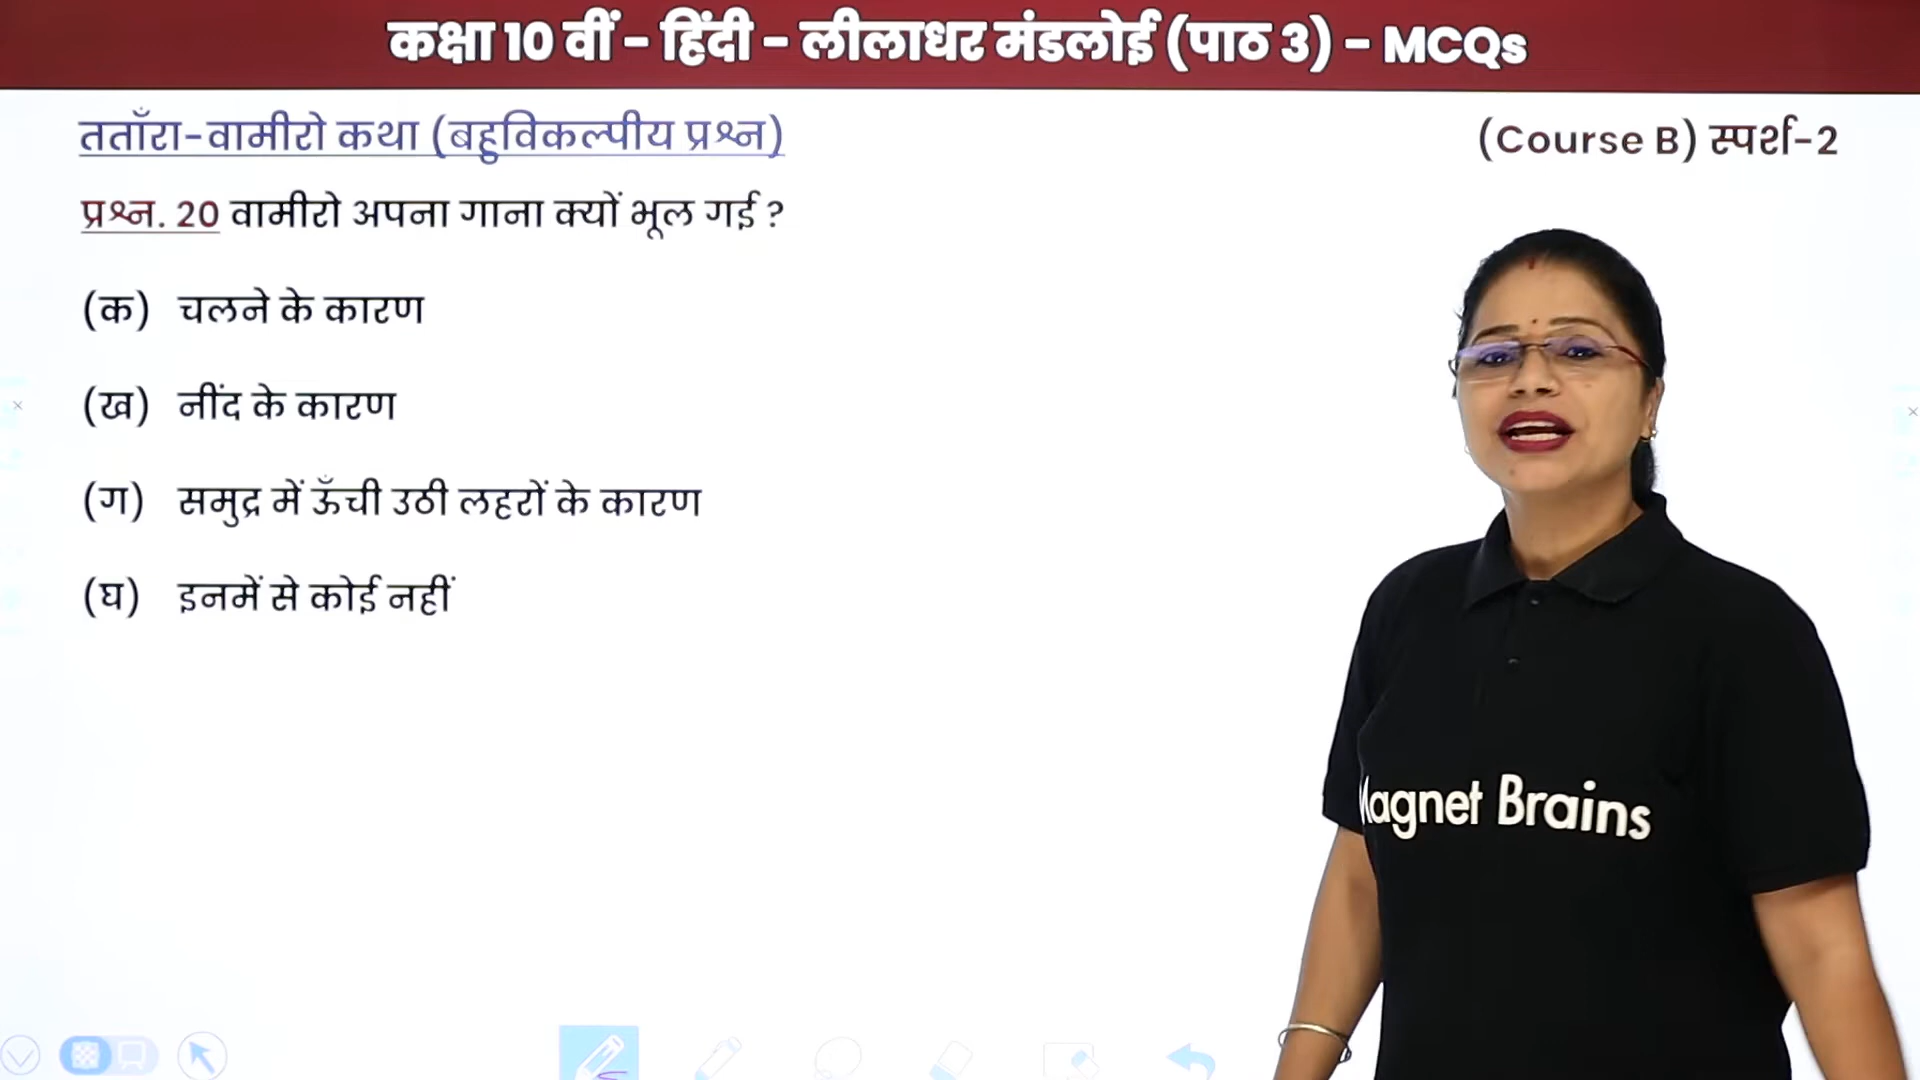 कक्षा 10 वीं - हिंदी - लीलाधर मंडलोई (पाठ 3) - MCQs
तताँरा-वामीरो कथा (बहुविकल्पीय प्रश्न)
(Course B) स्पर्श-2
प्रश्न. 20 वामीरो अपना गाना क्यों भूल गई ?
(क) चलने के कारण
(ख) नींद के कारण
(ग) समुद्र में ऊँची उठी लहरों के कारण
(घ) इनमें से कोई नहीं
Magnet Brains